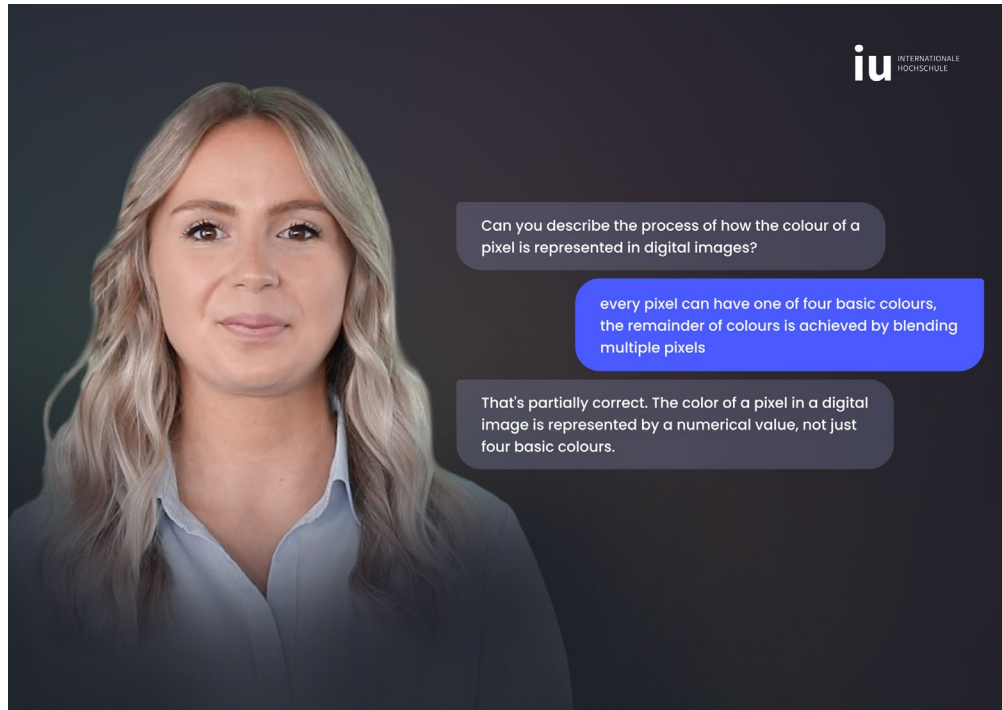 iu INTERNATIONALE
HOCHSCHULE
Can you describe the process of how the colour of a
pixel is represented in digital images?
every pixel can have one of four basic colours,
the remainder of colours is achieved by blending
multiple pixels
That's partially correct. The color of a pixel in a digital
image is represented by a numerical value, not just
four basic colours.